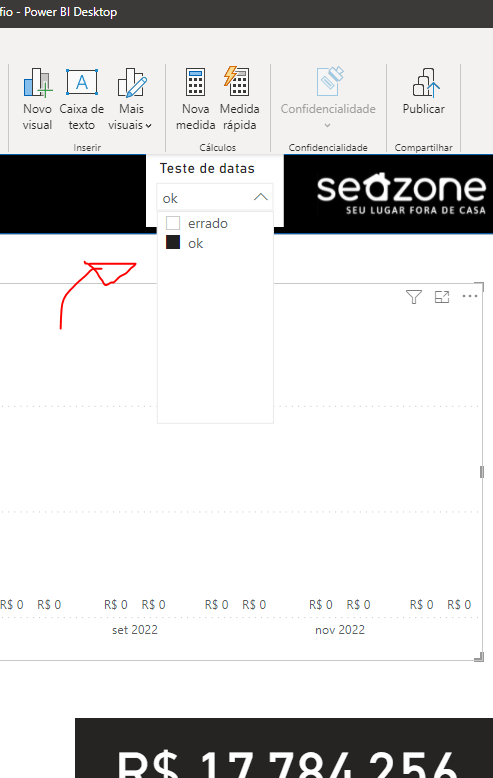 fio - Power BI Desktop
Novo visual
Caixa de texto
Mais visuais
Nova medida
Medida rápida
Confidencialidade
Publicar
Inserir
Cálculos
Confidencialidade
Compartilhar
Teste de datas
ok
errado
ok
seazone
SEU LUGAR FORA DE CASA
R$ 0 R$ 0 R$ 0 R$ 0 R$ 0 R$ 0 R$ 0 R$ 0 R$ 0 R$ 0
set 2022 nov 2022
R$ 17.784.256